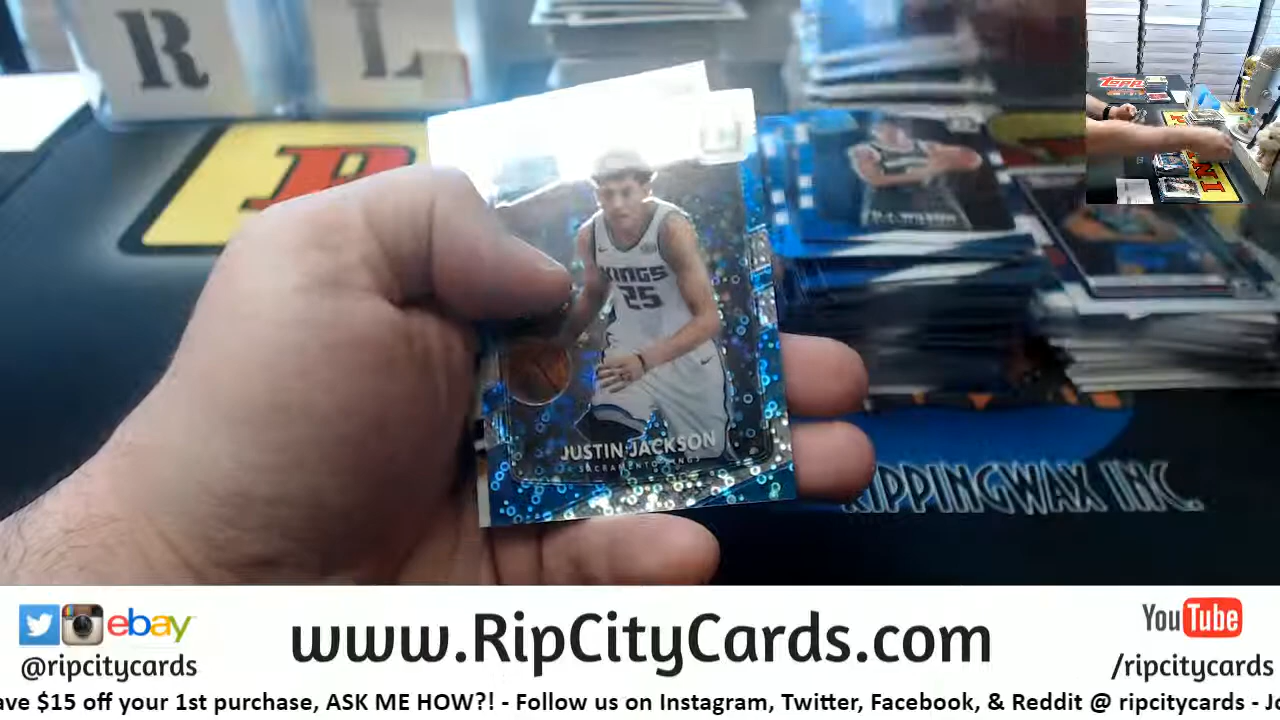 R L
KINGS
25
JUSTIN JACKSON
SACRAMENTO KINGS
RIPPINGWAX INC.
ebay
@ripcitycards
www.RipCityCards.com
YouTube
/ripcitycards
ave $15 off your 1st purchase, ASK ME HOW?! - Follow us on Instagram, Twitter, Facebook, & Reddit @ ripcitycards - Jo